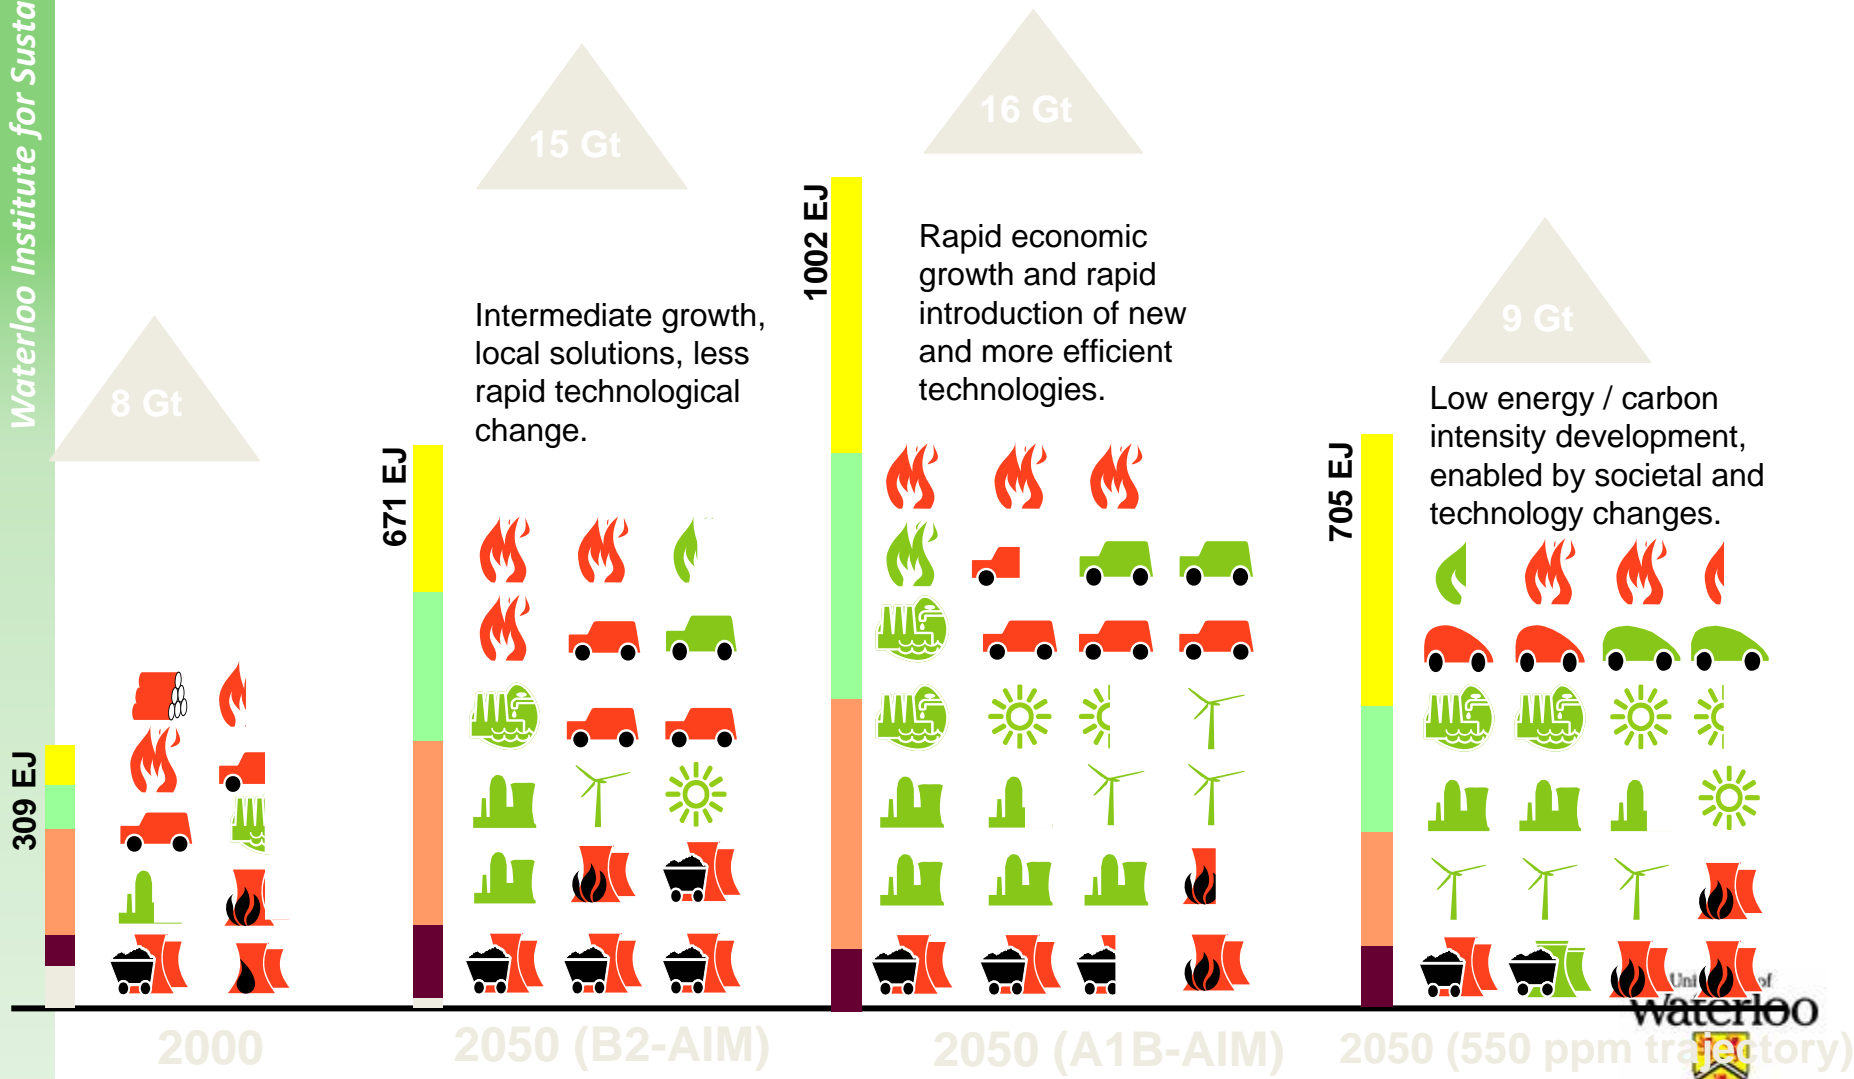 Waterloo Institute for Susta
8 Gt
15 Gt
16 Gt
9 Gt
309 EJ
671 EJ
1002 EJ
705 EJ
Intermediate growth,
local solutions, less
rapid technological
change.
Rapid economic
growth and rapid
introduction of new
and more efficient
technologies.
Low energy / carbon
intensity development,
enabled by societal and
technology changes.
2000
2050 (B2-AIM)
2050 (A1B-AIM)
2050 (550 ppm trajectory)
Uni of
Waterloo